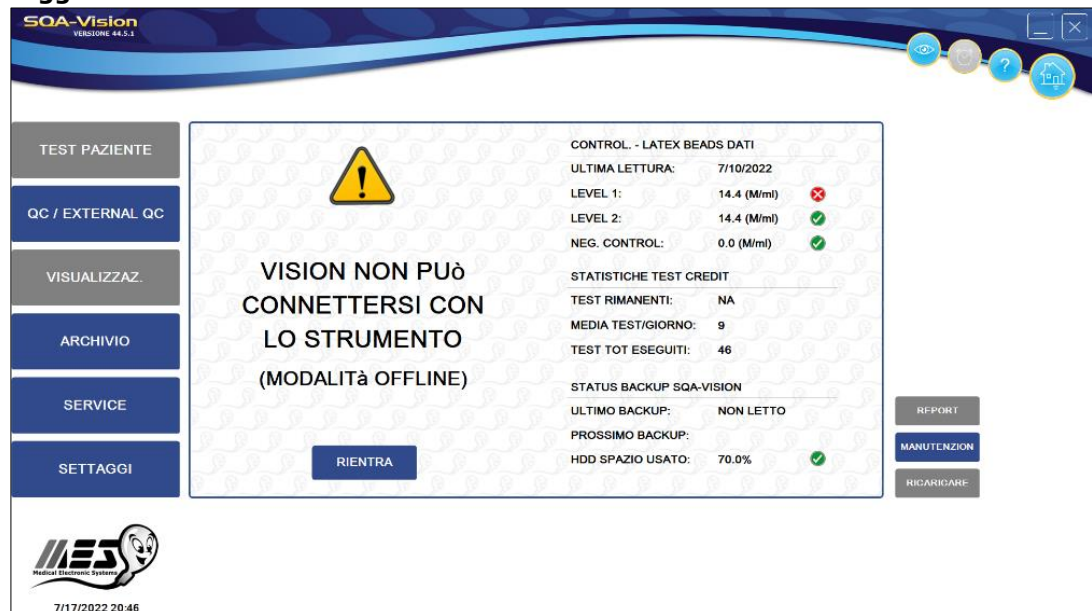 SQA-Vision
VERSIONE 44.5.1
?
TEST PAZIENTE
QC / EXTERNAL QC
VISUALIZZAZ.
ARCHIVIO
SERVICE
SETTAGGI
VISION NON PUò
CONNETTERSI CON
LO STRUMENTO
(MODALITà OFFLINE)
RIENTRA
CONTROL. - LATEX BEADS DATI
ULTIMA LETTURA: 7/10/2022
LEVEL 1: 14.4 (M/ml)
LEVEL 2: 14.4 (M/ml)
NEG. CONTROL: 0.0 (M/ml)
STATISTICHE TEST CREDIT
TEST RIMANENTI: NA
MEDIA TEST/GIORNO: 9
TEST TOT ESEGUITI: 46
STATUS BACKUP SQA-VISION
ULTIMO BACKUP: NON LETTO
PROSSIMO BACKUP:
HDD SPAZIO USATO: 70.0%
REPORT
MANUTENZION
RICARICARE
MES
Medical Electronic Systems
7/17/2022 20:46